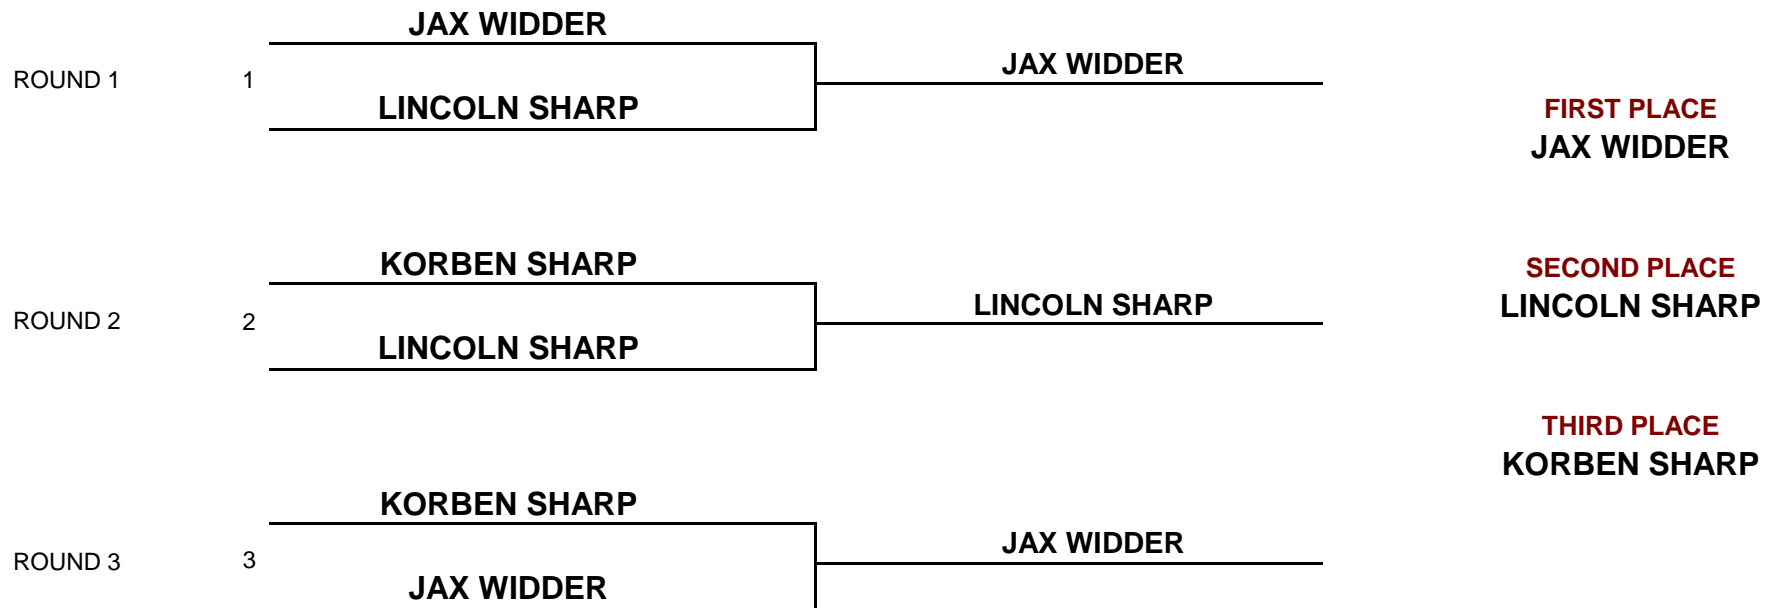 JAX WIDDER
ROUND 1 1 JAX WIDDER
LINCOLN SHARP
FIRST PLACE
JAX WIDDER
KORBEN SHARP
ROUND 2 2 LINCOLN SHARP
LINCOLN SHARP
SECOND PLACE
LINCOLN SHARP
THIRD PLACE
KORBEN SHARP
KORBEN SHARP
ROUND 3 3 JAX WIDDER
JAX WIDDER